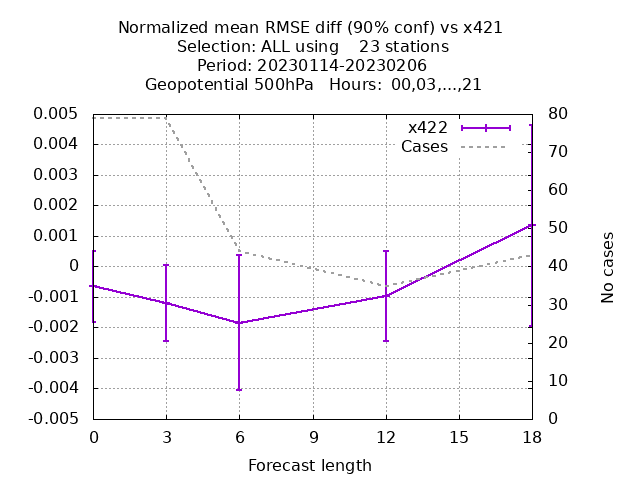 Normalized mean RMSE diff (90% conf) vs x421
Selection: ALL using    23 stations
Period: 20230114-20230206
Geopotential 500hPa   Hours:  00,03,...,21
x422
Cases
0.005
0.004
0.003
0.002
0.001
0
-0.001
-0.002
-0.003
-0.004
-0.005
80
70
60
50
40
30
20
10
0
No cases
0 3 6 9 12 15 18
Forecast length